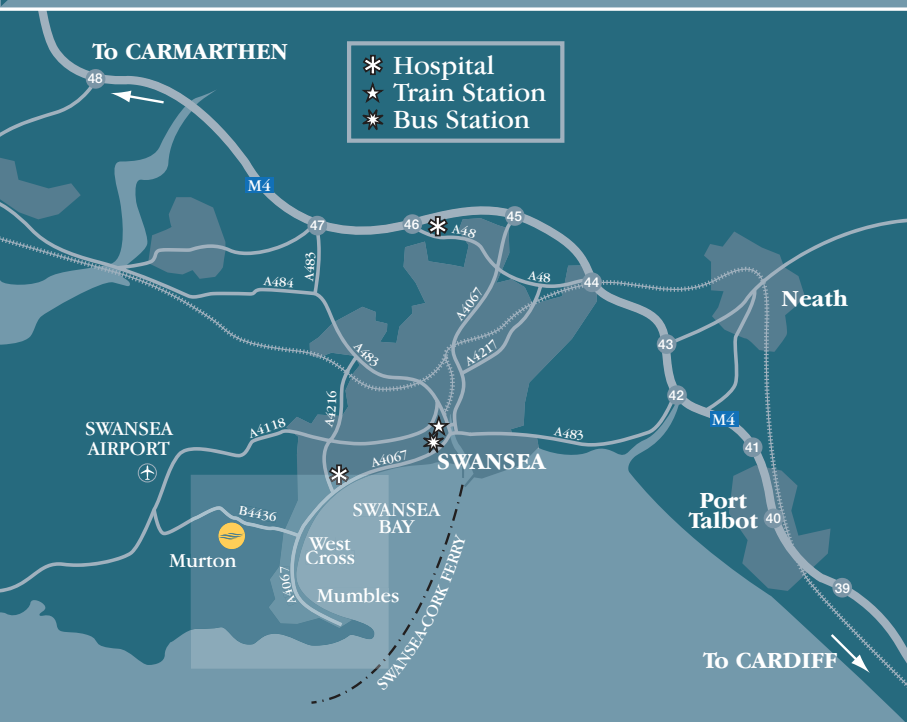 To CARMARTHEN
Hospital
Train Station
Bus Station
48
M4
47
46
A48
45
A483
A484
A4067
A48
44
Neath
A4217
A483
43
A4216
42
M4
SWANSEA
AIRPORT
A4118
A483
41
A4067
SWANSEA
Port
Talbot
40
SWANSEA
BAY
B4436
West
Cross
Murton
A4067
Mumbles
SWANSEA-CORK FERRY
39
To CARDIFF